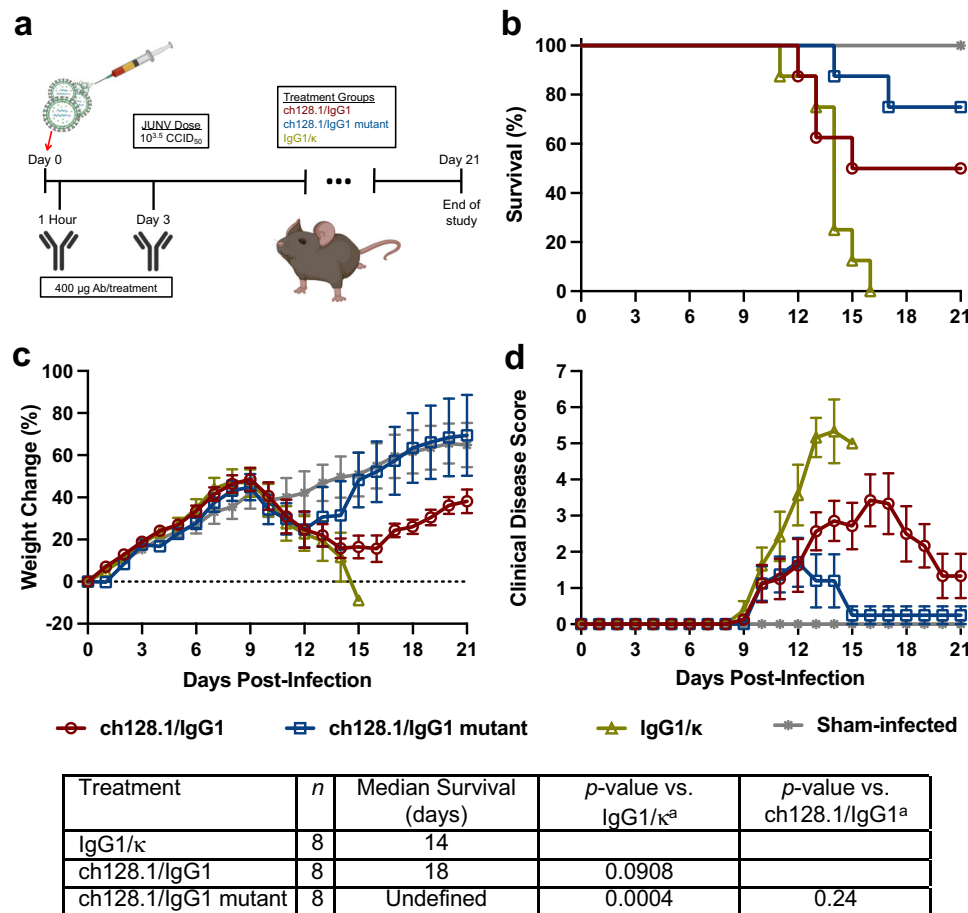 a
JUNV Dose
10^3.5 CCID50
Treatment Groups
ch128.1/IgG1
ch128.1/IgG1 mutant
IgG1/κ
Day 0
Day 21
1 Hour
Day 3
End of
study
400 µg Ab/treatment
b
Survival (%)
100
80
60
40
20
0
0 3 6 9 12 15 18 21
c
Weight Change (%)
100
80
60
40
20
0
-20
0 3 6 9 12 15 18 21
Days Post-Infection
d
Clinical Disease Score
7
6
5
4
3
2
1
0
0 3 6 9 12 15 18 21
Days Post-Infection
ch128.1/IgG1 ch128.1/IgG1 mutant IgG1/κ Sham-infected
Treatment n Median Survival (days) p-value vs. IgG1/κᵃ p-value vs. ch128.1/IgG1ᵃ
IgG1/κ 8 14
ch128.1/IgG1 8 18 0.0908
ch128.1/IgG1 mutant 8 Undefined 0.0004 0.24